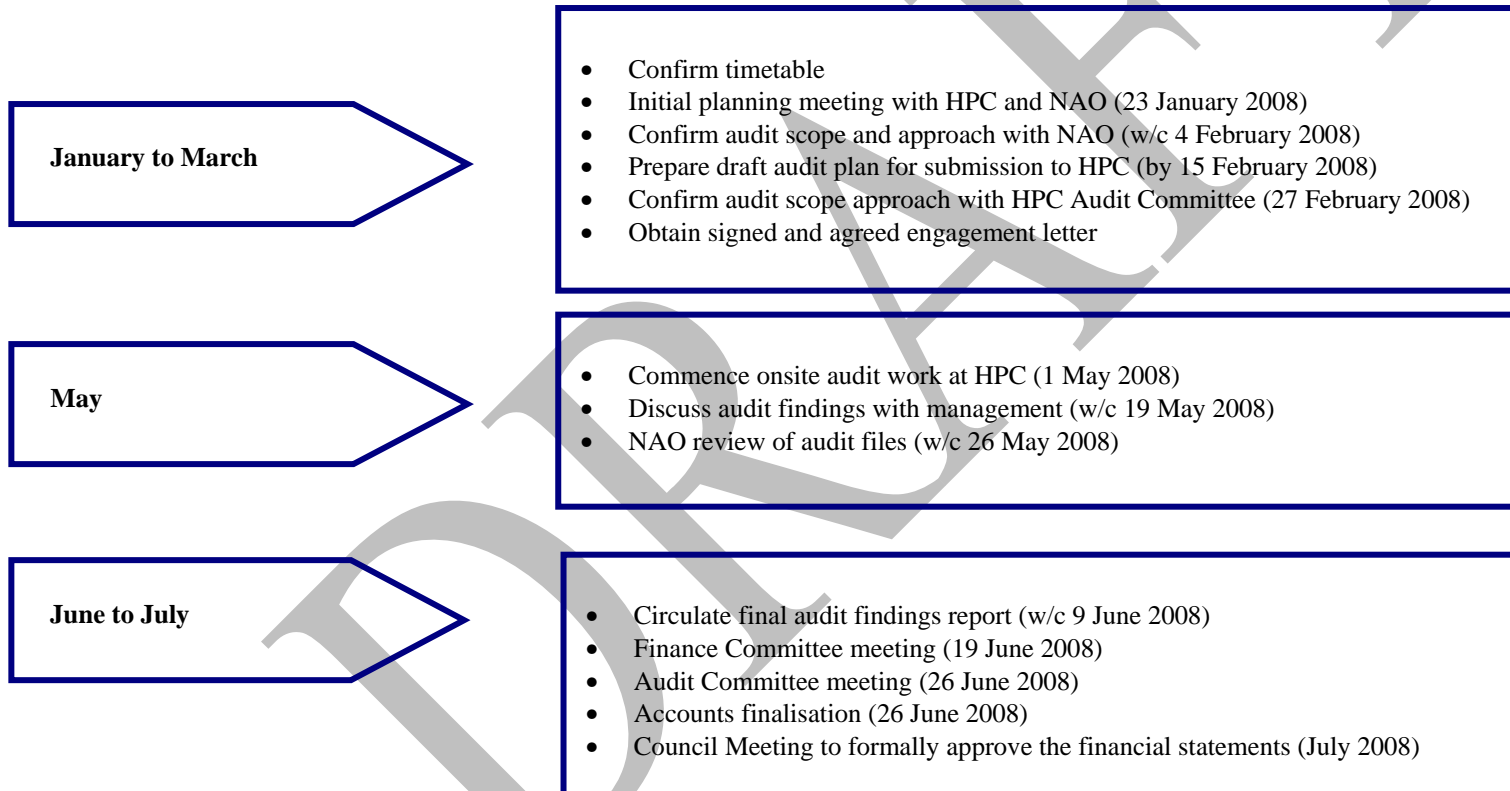 January to March
• Confirm timetable
• Initial planning meeting with HPC and NAO (23 January 2008)
• Confirm audit scope and approach with NAO (w/c 4 February 2008)
• Prepare draft audit plan for submission to HPC (by 15 February 2008)
• Confirm audit scope approach with HPC Audit Committee (27 February 2008)
• Obtain signed and agreed engagement letter
May
• Commence onsite audit work at HPC (1 May 2008)
• Discuss audit findings with management (w/c 19 May 2008)
• NAO review of audit files (w/c 26 May 2008)
June to July
• Circulate final audit findings report (w/c 9 June 2008)
• Finance Committee meeting (19 June 2008)
• Audit Committee meeting (26 June 2008)
• Accounts finalisation (26 June 2008)
• Council Meeting to formally approve the financial statements (July 2008)
DRAF